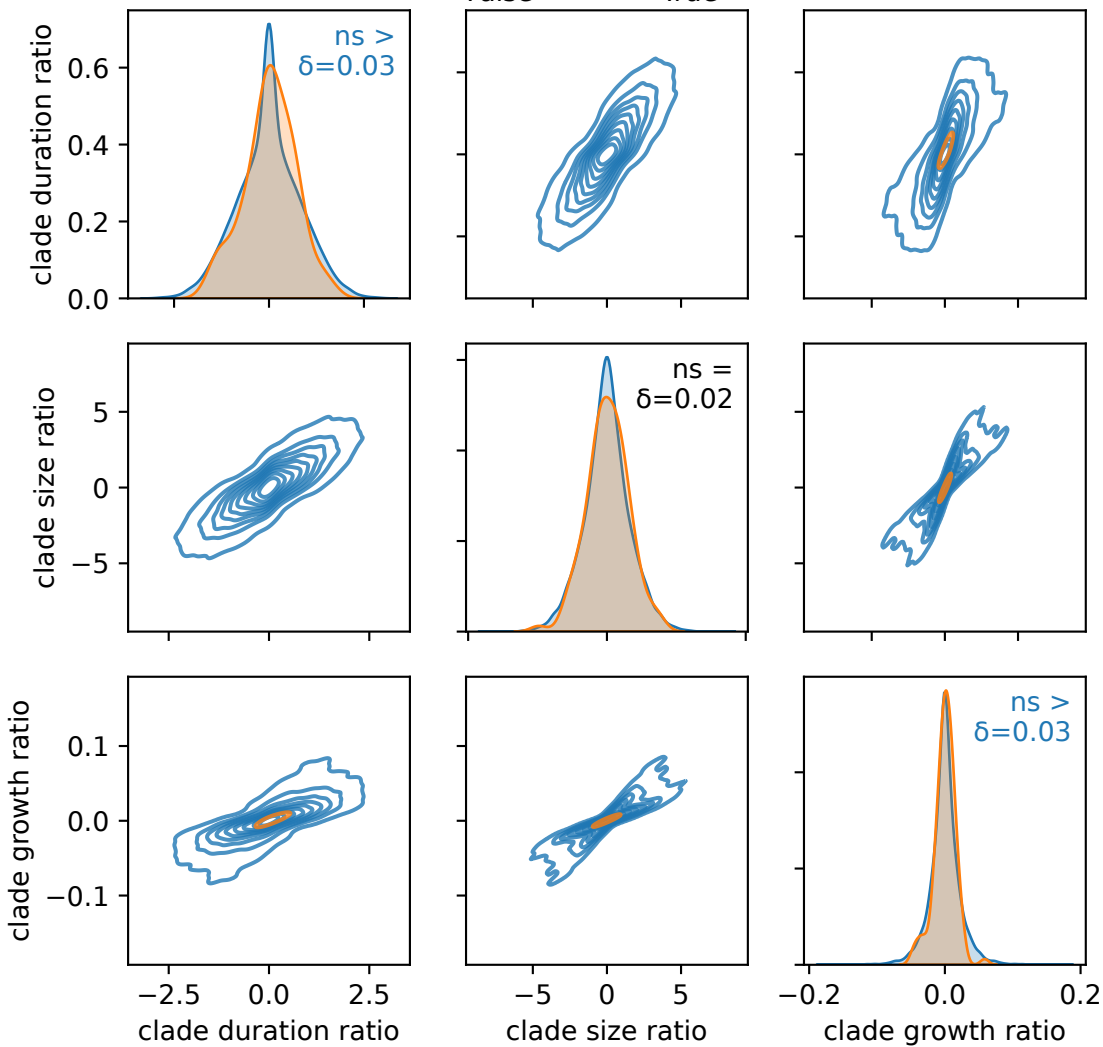 clade duration ratio
0.6
0.4
0.2
0.0
ns >
δ=0.03
clade size ratio
5
0
−5
ns =
δ=0.02
clade growth ratio
0.1
0.0
−0.1
ns >
δ=0.03
−2.5 0.0 2.5
−5 0 5
−0.2 0.0 0.2
clade duration ratio
clade size ratio
clade growth ratio